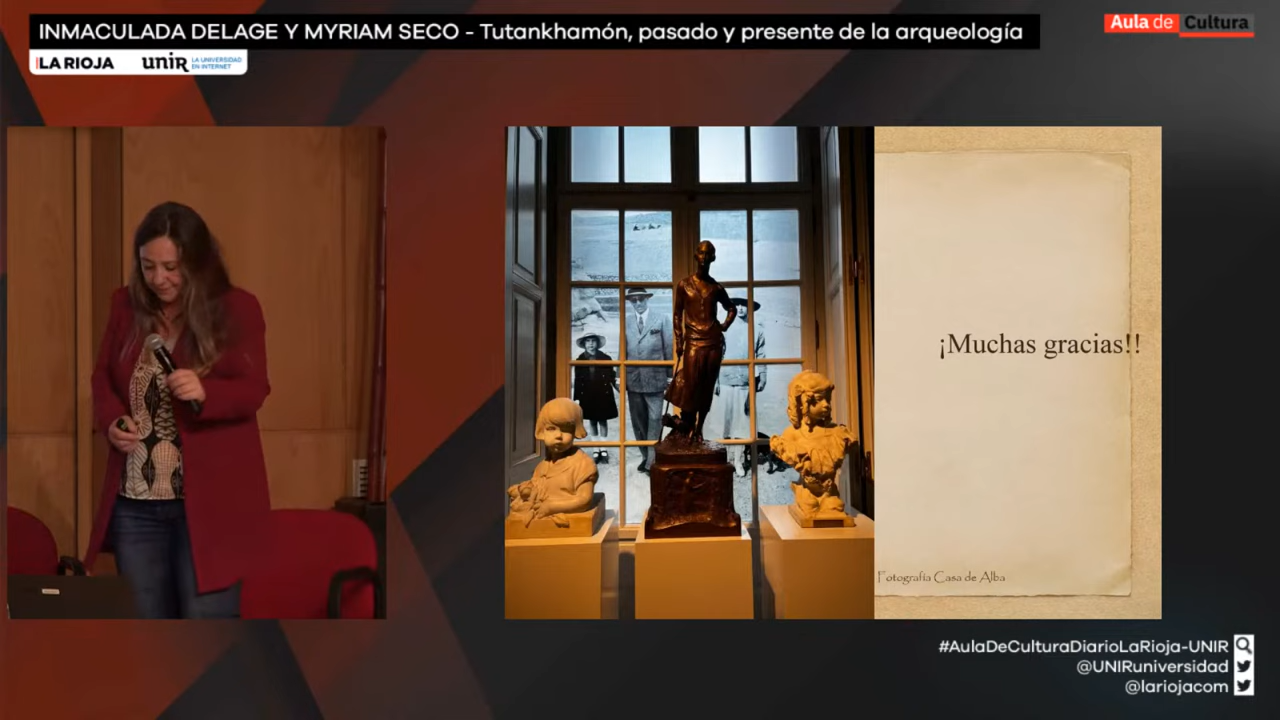 INMACULADA DELAGE Y MYRIAM SECO - Tutankhamón, pasado y presente de la arqueología
Aula de Cultura
LA RIOJA unir LA UNIVERSIDAD
EN INTERNET
¡Muchas gracias!!
Fotografía Casa de Alba
#AulaDeCulturaDiarioLaRioja-UNIR
@UNIRuniversidad
@lariojacom